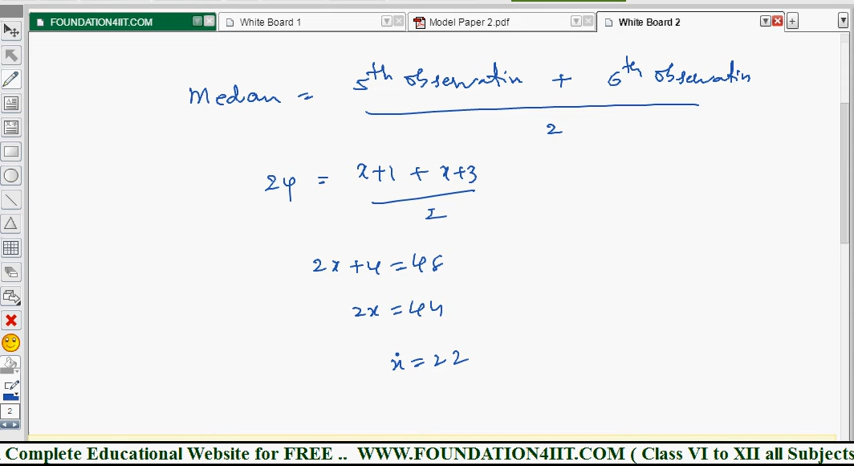 FOUNDATION4IIT.COM White Board 1 Model Paper 2.pdf White Board 2
Median = 5th observatin + 6th observatin
2
24 = x+1 + x+3
2
2x + 4 = 48
2x = 44
x = 22
2
Complete Educational Website for FREE .. WWW.FOUNDATION4IIT.COM ( Class VI to XII all Subjects